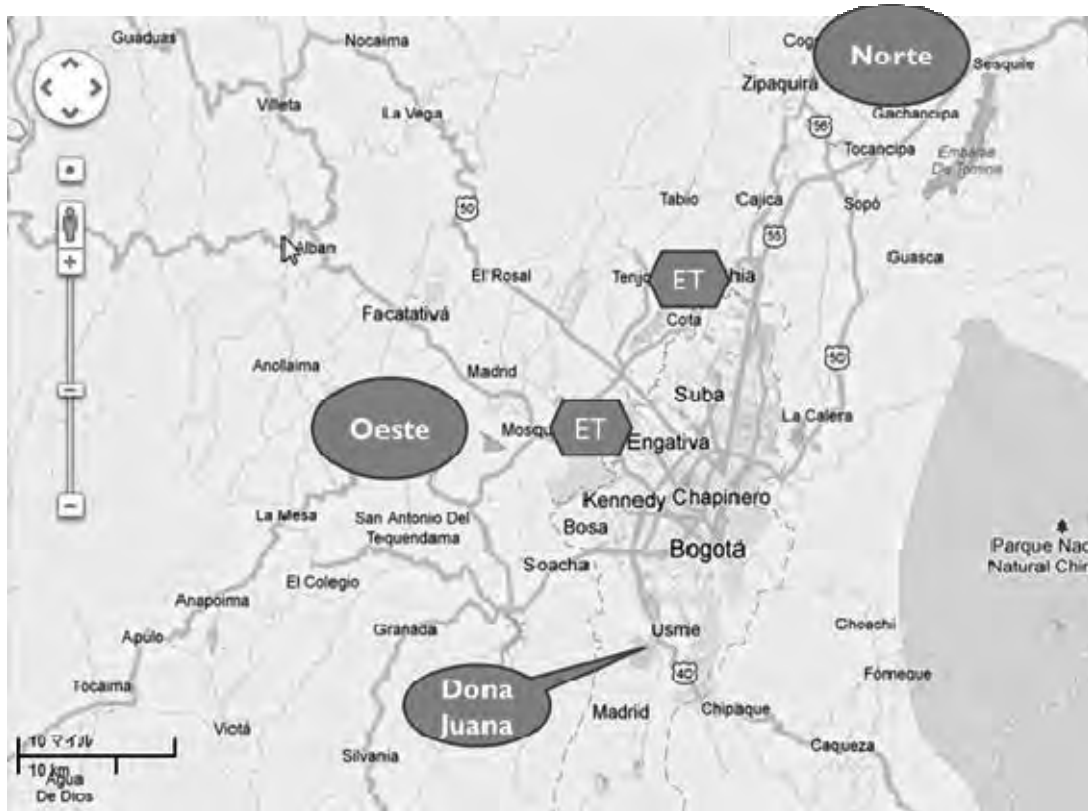 Guaduas
Nocaima
Cog
Norte
Sesquile
Zipaquirá
Villeta
La Vega
Gachancipa
56
Tocancipa
Embalse
De Tomine
50
Tabio
Cajica
Sopó
55
Alban
Guasca
El Rosal
Tenjo
ET
hia
Facatativá
Cota
50
Anolaima
Madrid
Suba
La Calera
Oeste
Mosqu
ET
Engativa
Kennedy
Chapinero
La Mesa
San Antonio Del
Tequendama
Bosa
Bogotá
Parque Nac
Natural Chin
Soacha
El Colegio
Anapoima
Apulo
Granada
Usme
Choachi
Fomeque
40
Tocaima
Dona
Juana
Madrid
Chipaque
Viotá
Caqueza
10 マイル
Silvania
10 km
Agua
De Dios